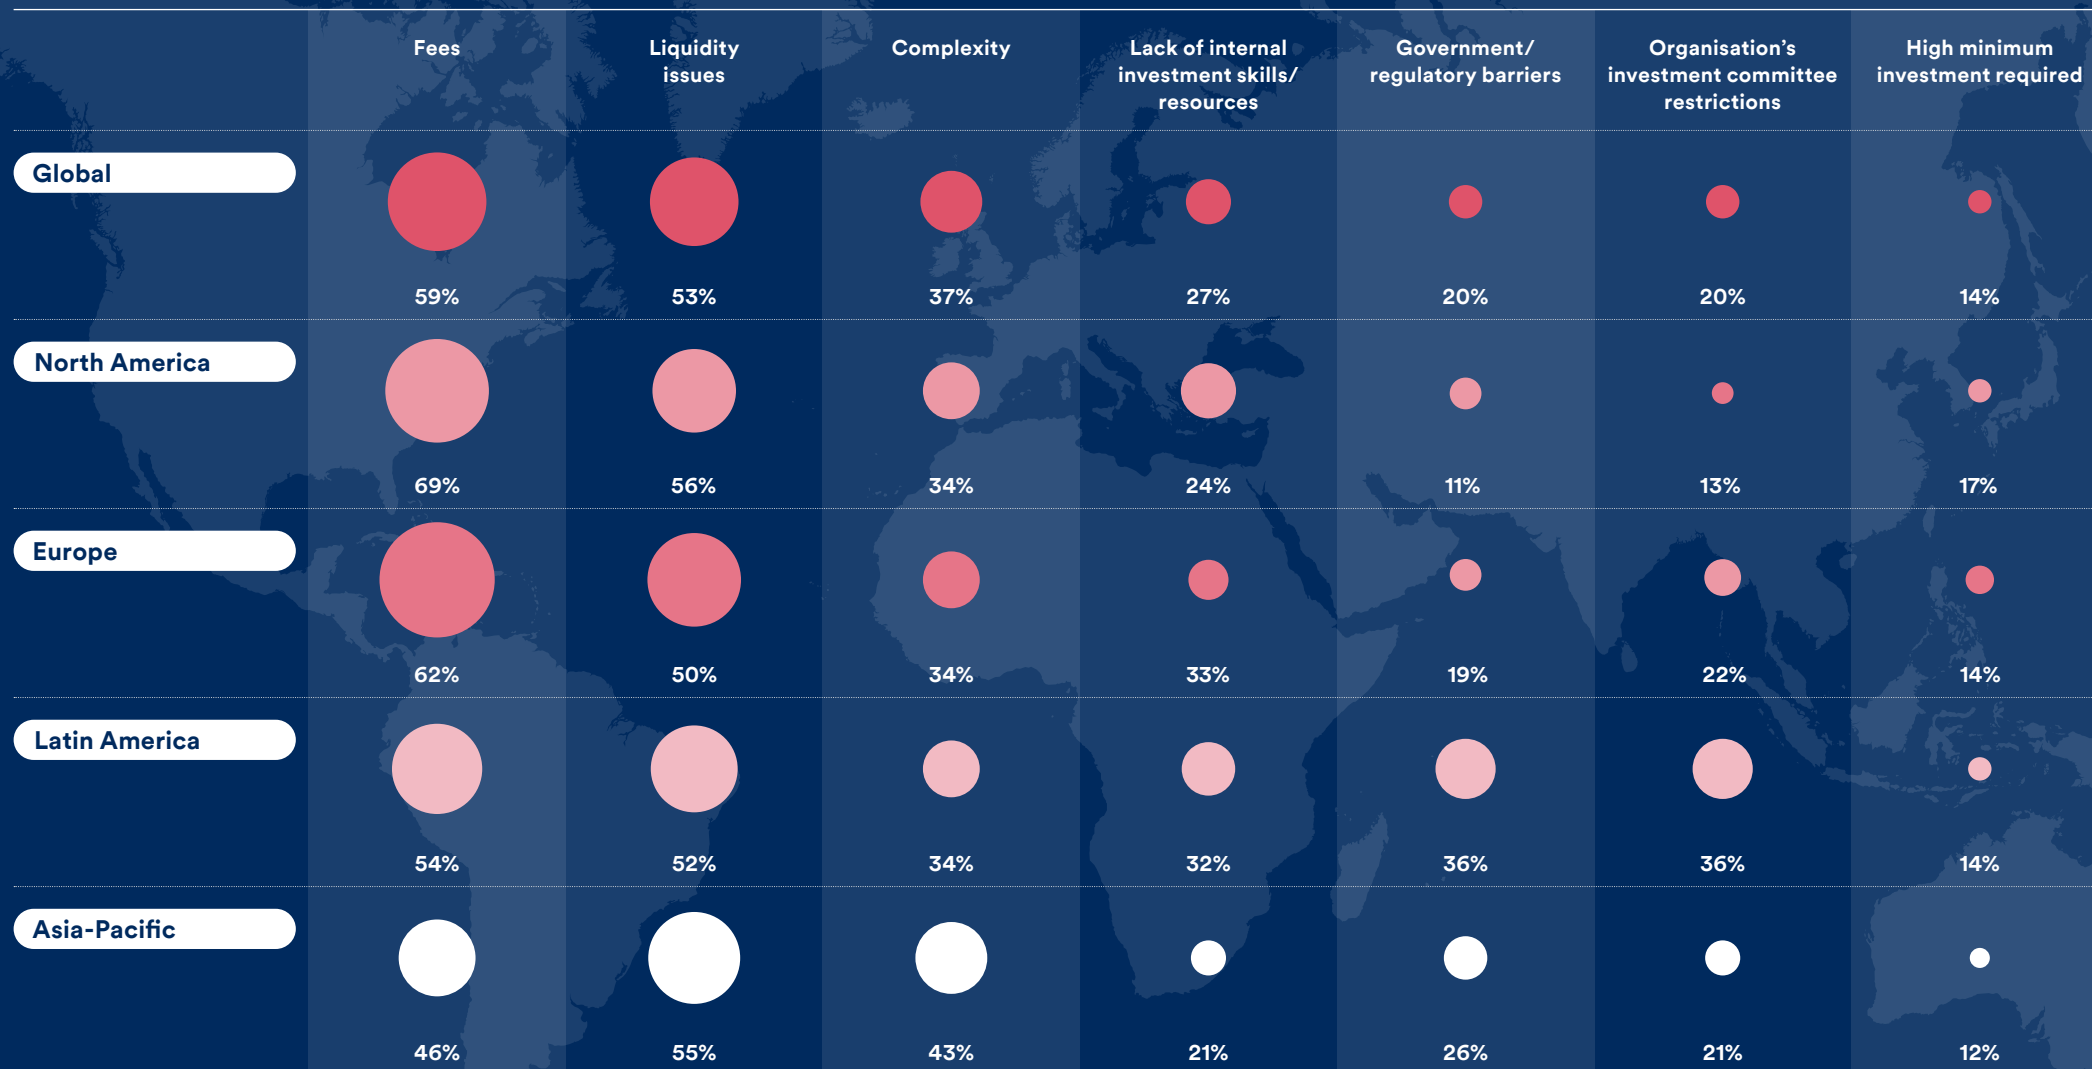 Fees
Liquidity
issues
Complexity
Lack of internal
investment skills/
resources
Government/
regulatory barriers
Organisation's
investment committee
restrictions
High minimum
investment required
Global
59%
53%
37%
27%
20%
20%
14%
North America
69%
56%
34%
24%
11%
13%
17%
Europe
62%
50%
34%
33%
19%
22%
14%
Latin America
54%
52%
34%
32%
36%
36%
14%
Asia-Pacific
46%
55%
43%
21%
26%
21%
12%